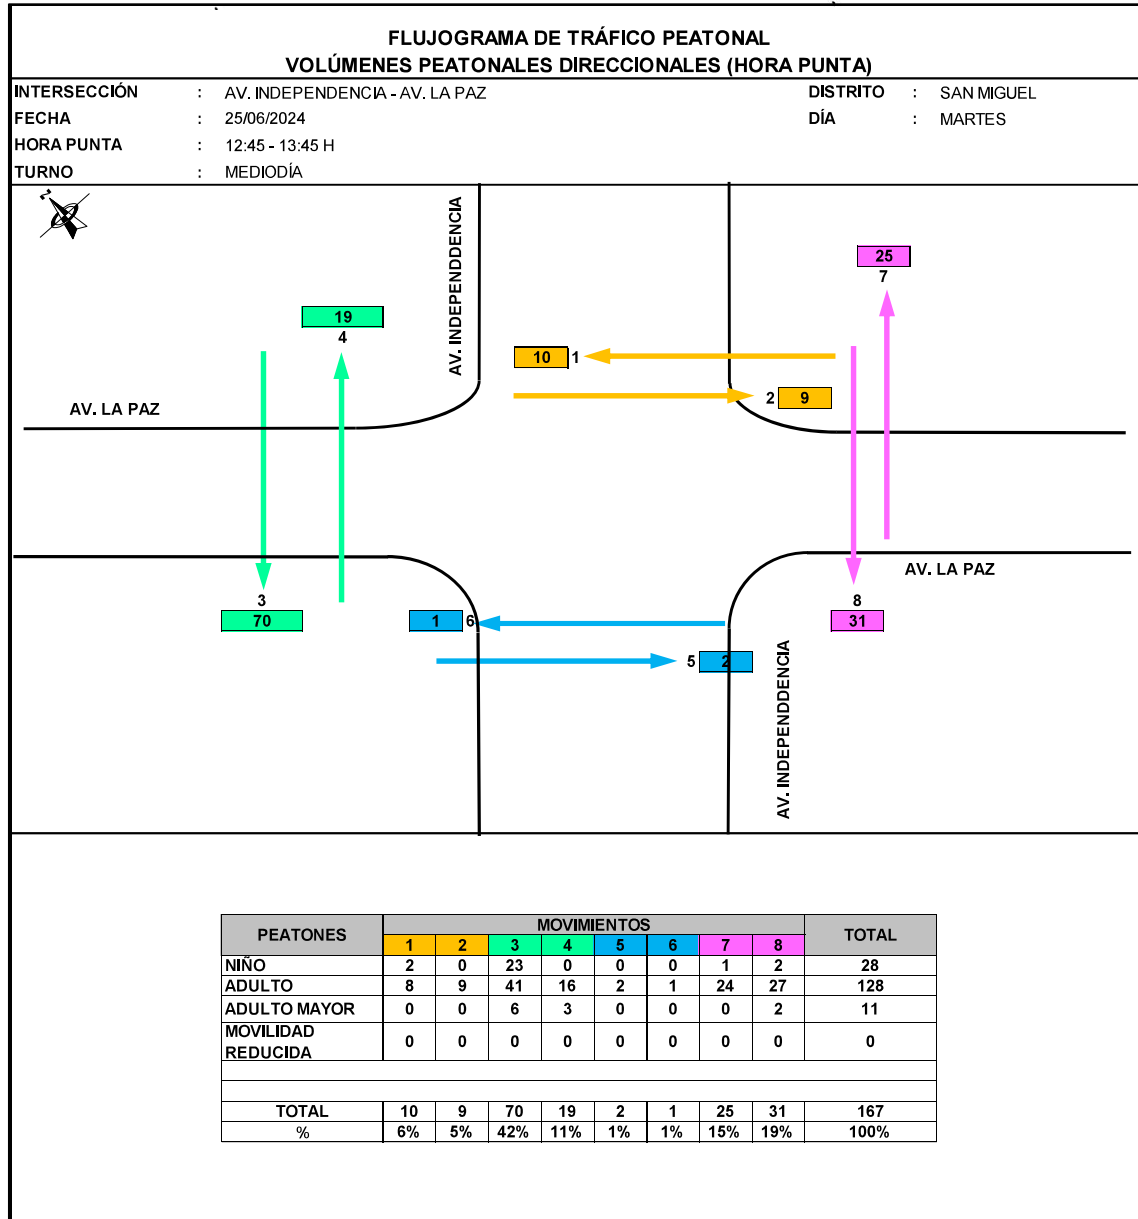 FLUJOGRAMA DE TRÁFICO PEATONAL
VOLÚMENES PEATONALES DIRECCIONALES (HORA PUNTA)
INTERSECCIÓN : AV. INDEPENDENCIA - AV. LA PAZ DISTRITO : SAN MIGUEL
FECHA : 25/06/2024 DÍA : MARTES
HORA PUNTA : 12:45 - 13:45 H
TURNO : MEDIODÍA
AV. INDEPENDDENCIA
25
7
19
4
10 1
2 9
AV. LA PAZ
AV. LA PAZ
3
70
1 6
8
31
5 2
AV. INDEPENDDENCIA
PEATONES MOVIMIENTOS TOTAL
1 2 3 4 5 6 7 8
NIÑO 2 0 23 0 0 0 1 2 28
ADULTO 8 9 41 16 2 1 24 27 128
ADULTO MAYOR 0 0 6 3 0 0 0 2 11
MOVILIDAD
REDUCIDA 0 0 0 0 0 0 0 0 0
TOTAL 10 9 70 19 2 1 25 31 167
% 6% 5% 42% 11% 1% 1% 15% 19% 100%